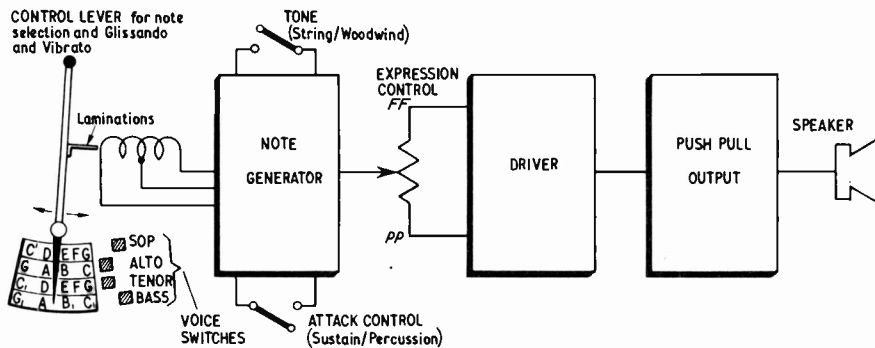 CONTROL LEVER for note
selection and Glissando
and Vibrato
TONE
(String/Woodwind)
Laminations
EXPRESSION
CONTROL
FF
pp
NOTE
GENERATOR
DRIVER
PUSH PULL
OUTPUT
SPEAKER
C' D E F G
G A B C
C, D E F G
G, A B, C,
SOP
ALTO
TENOR
BASS
VOICE
SWITCHES
ATTACK CONTROL
(Sustain/Percussion)